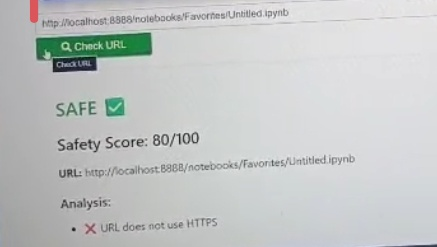 http://localhost:8888/notebooks/Favorites/Untitled.ipynb
Check URL
Check URL
SAFE
Safety Score: 80/100
URL: http://localhost:8888/notebooks/Favorites/Untitled.ipynb
Analysis:
URL does not use HTTPS